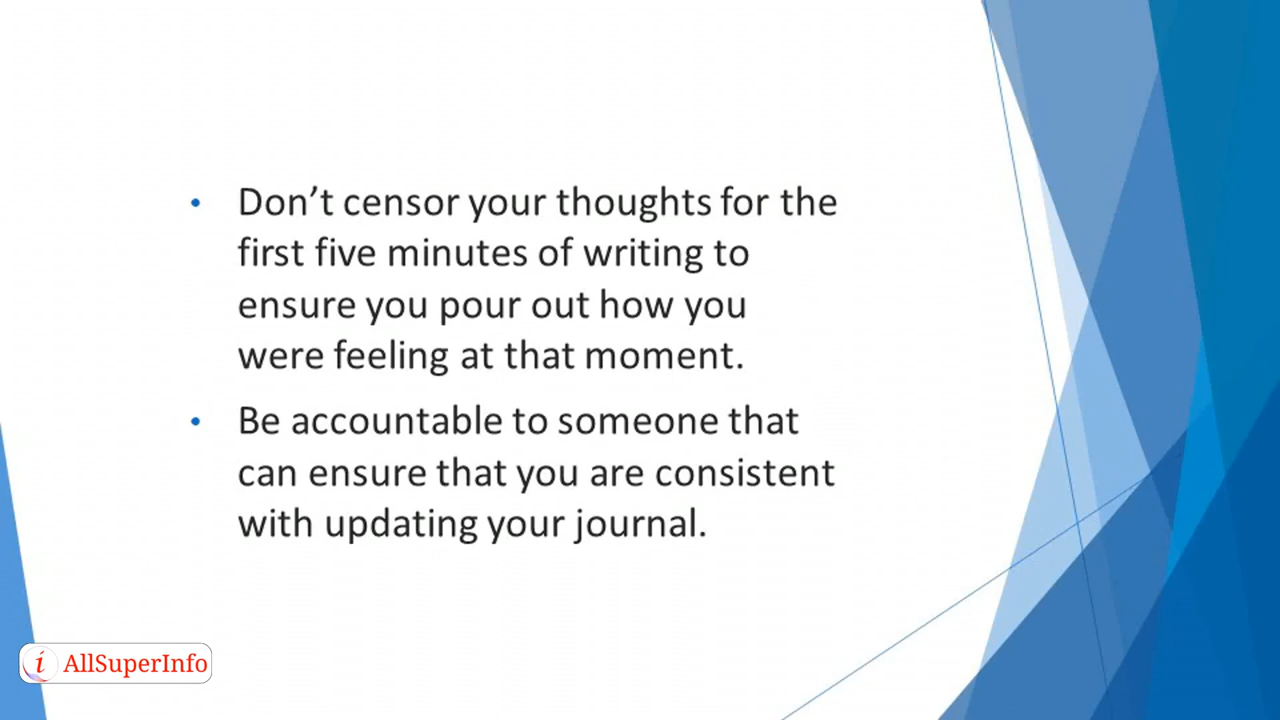 • Don’t censor your thoughts for the
first five minutes of writing to
ensure you pour out how you
were feeling at that moment.
• Be accountable to someone that
can ensure that you are consistent
with updating your journal.
i AllSuperInfo